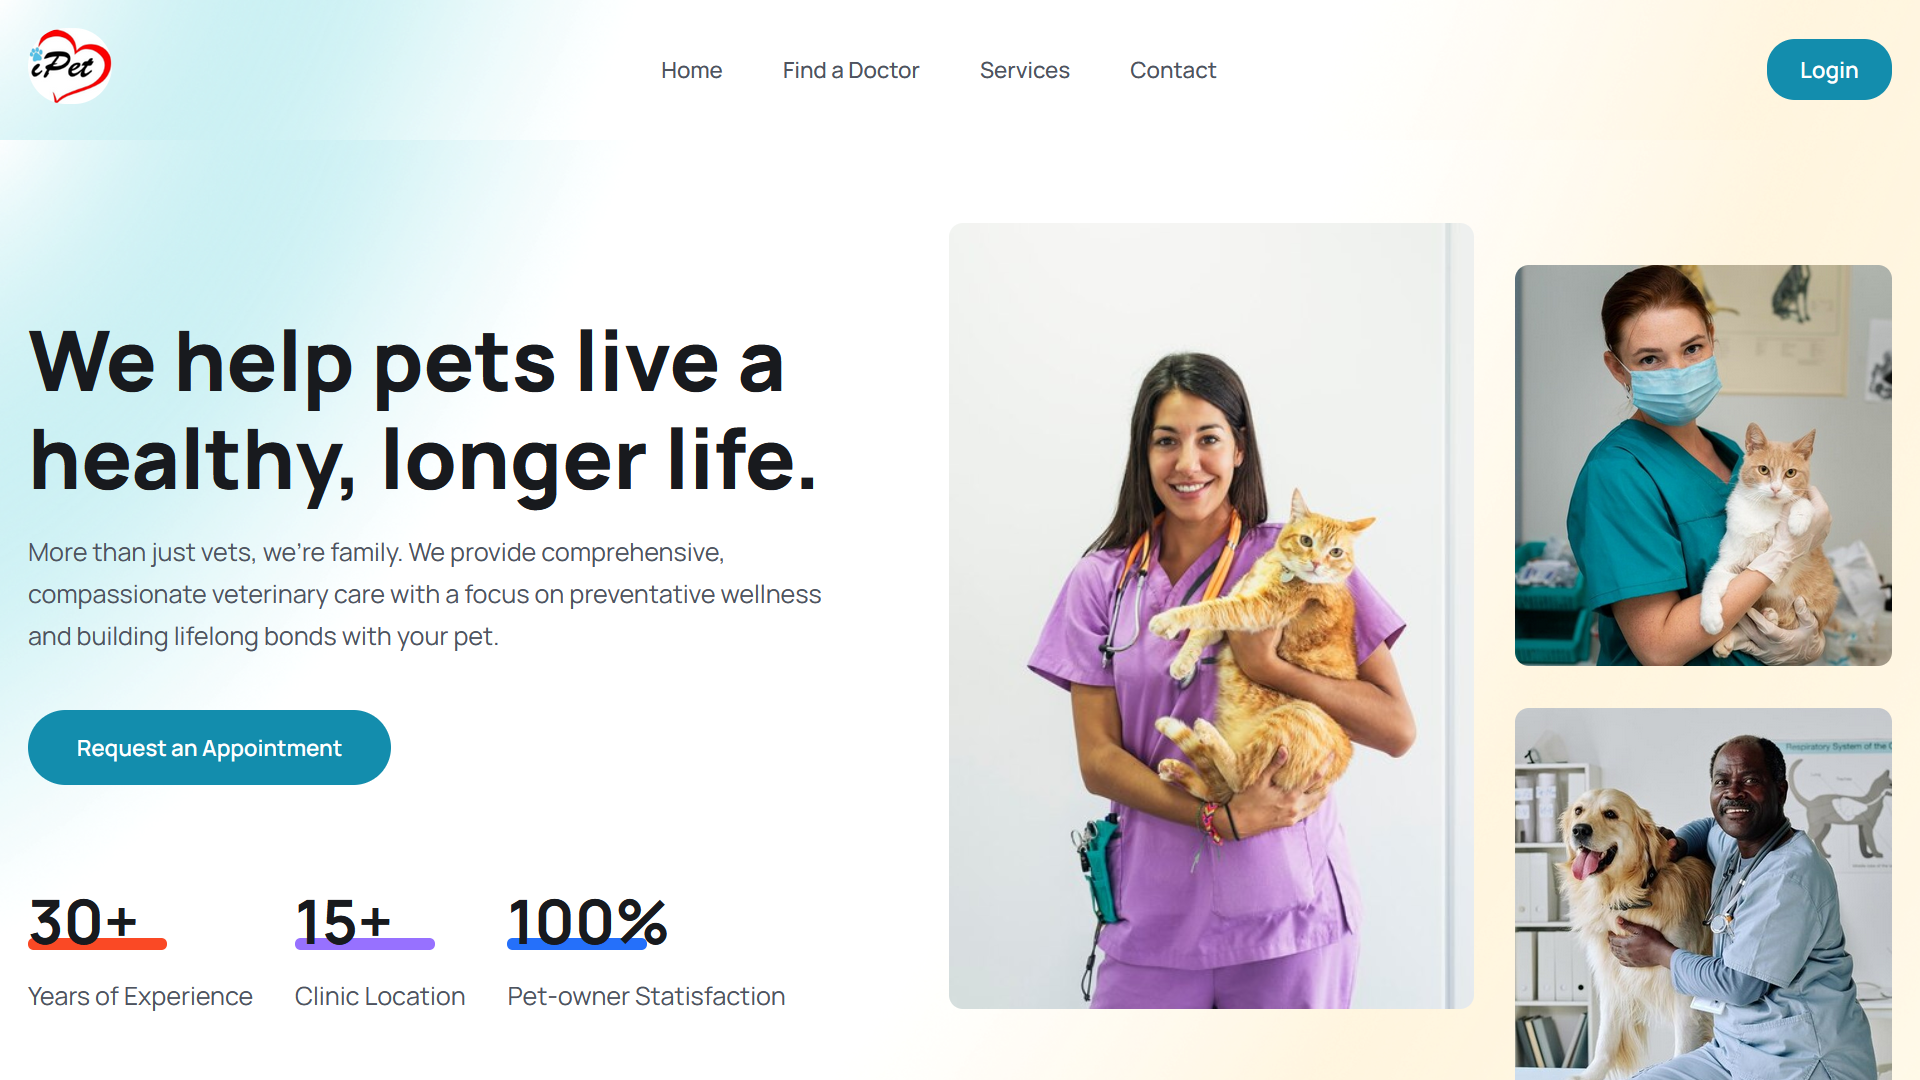 iPet
Home
Find a Doctor
Services
Contact
Login
We help pets live a
healthy, longer life.
More than just vets, we're family. We provide comprehensive,
compassionate veterinary care with a focus on preventative wellness
and building lifelong bonds with your pet.
Request an Appointment
30+
15+
100%
Years of Experience
Clinic Location
Pet-owner Statisfaction
Respiratory System of the C